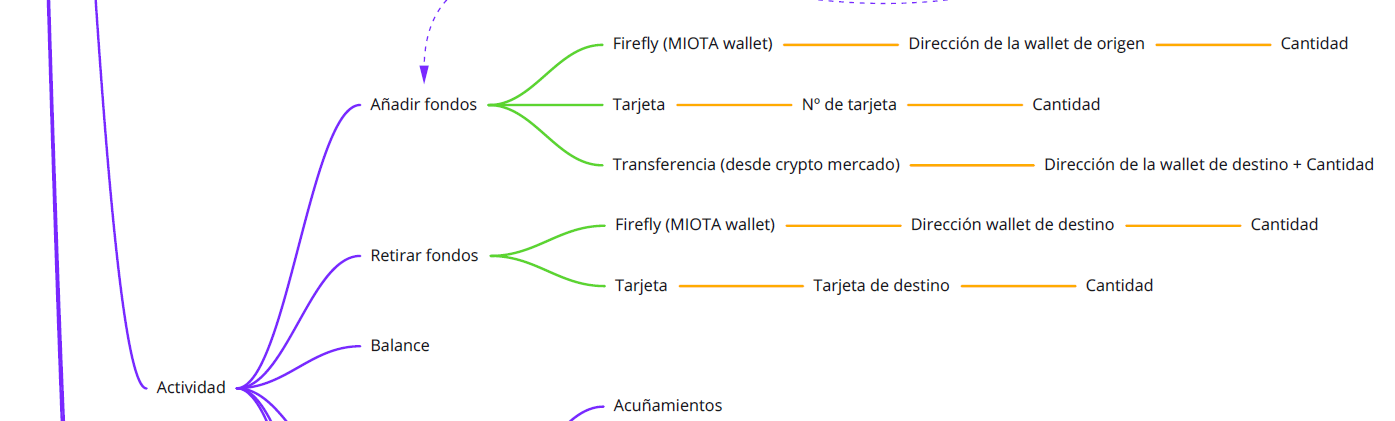 Firefly (MIOTA wallet) Dirección de la wallet de origen Cantidad
Añadir fondos Tarjeta Nº de tarjeta Cantidad
Transferencia (desde crypto mercado) Dirección de la wallet de destino + Cantidad
Firefly (MIOTA wallet) Dirección wallet de destino Cantidad
Retirar fondos
Tarjeta Tarjeta de destino Cantidad
Balance
Actividad
Acuñamientos